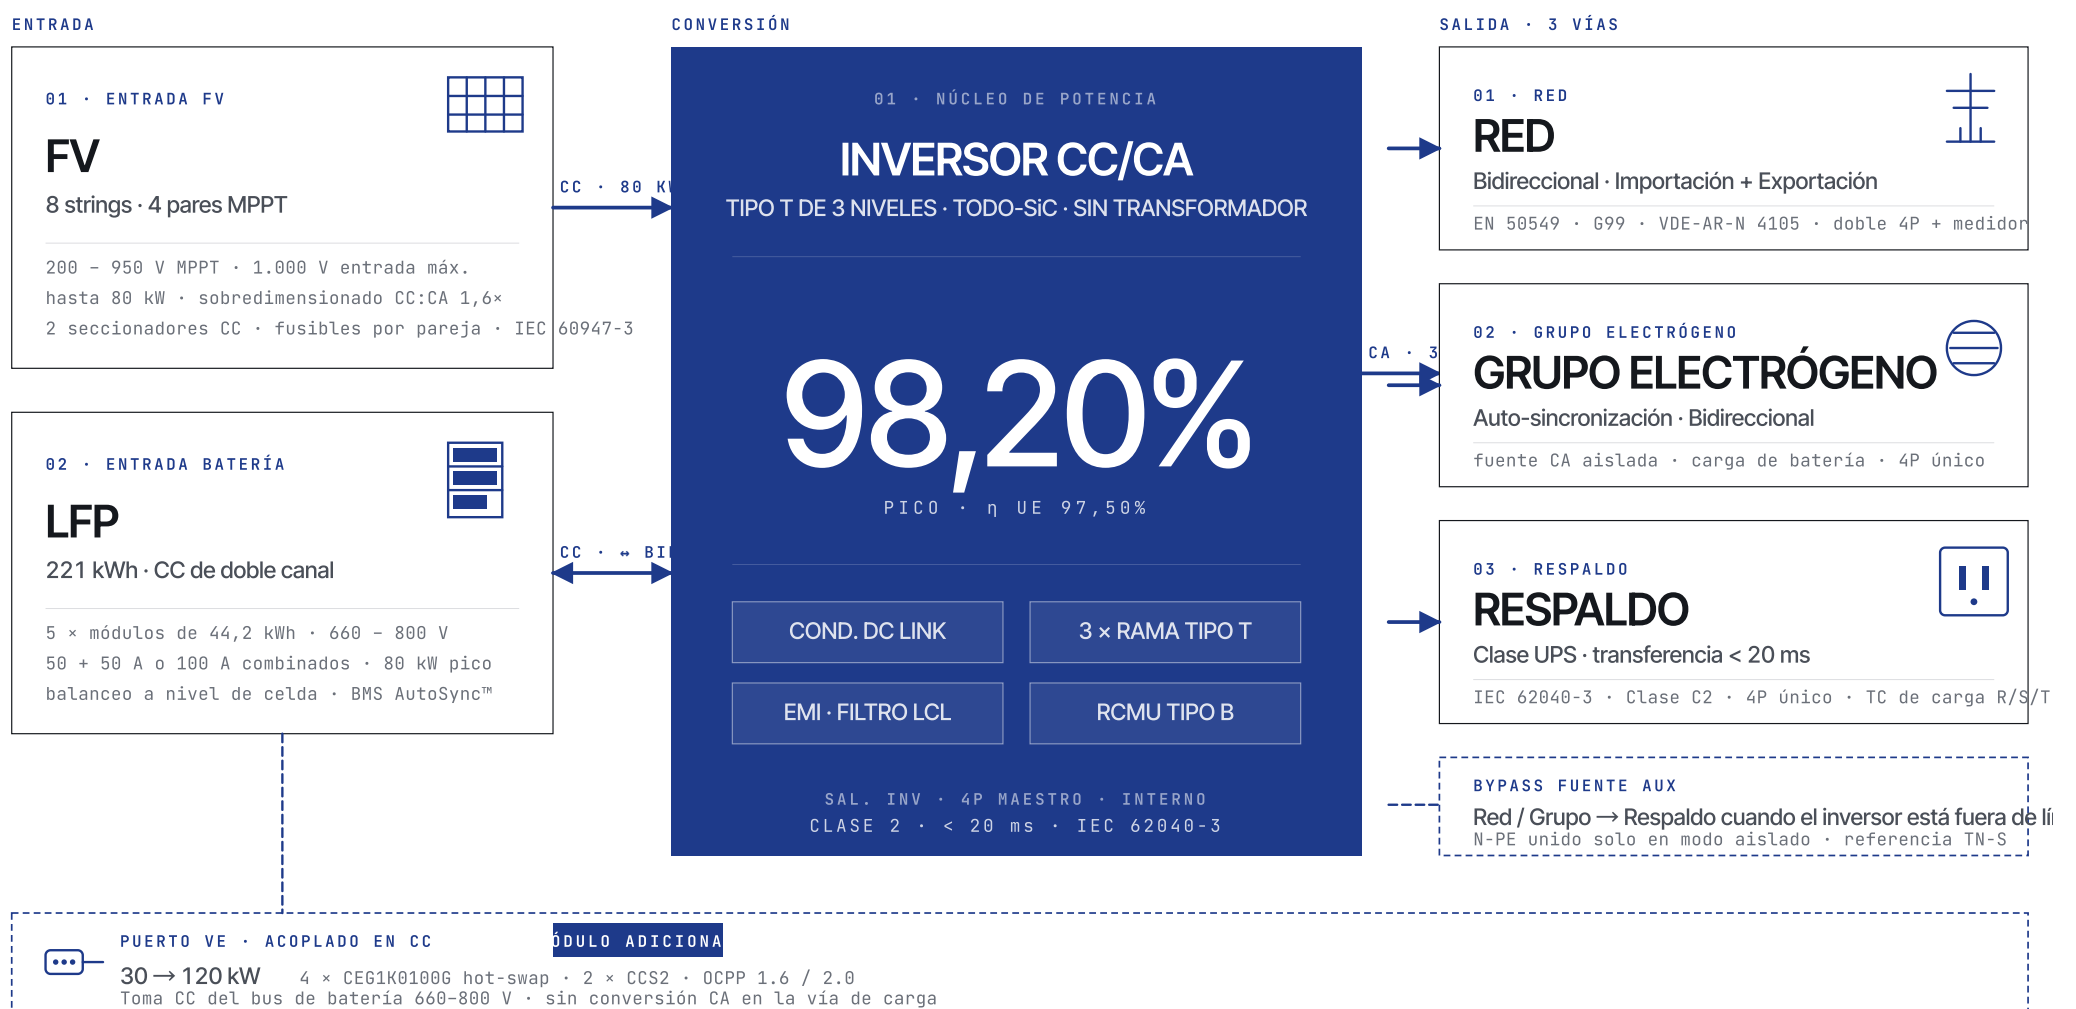 ENTRADA
01 · ENTRADA FV
FV
8 strings · 4 pares MPPT
200 – 950 V MPPT · 1.000 V entrada máx.
hasta 80 kW · sobredimensionado CC:CA 1,6×
2 seccionadores CC · fusibles por pareja · IEC 60947-3
CC · 80
02 · ENTRADA BATERÍA
LFP
221 kWh · CC de doble canal
5 × módulos de 44,2 kWh · 660 – 800 V
50 + 50 A o 100 A combinados · 80 kW pico
balanceo a nivel de celda · BMS AutoSync™
CC · ↔
CONVERSIÓN
01 · NÚCLEO DE POTENCIA
INVERSOR CC/CA
TIPO T DE 3 NIVELES · TODO-SiC · SIN TRANSFORMADOR
98,20%
PICO · η UE 97,50%
COND. DC LINK
3 × RAMA TIPO T
EMI · FILTRO LCL
RCMU TIPO B
SAL. INV · 4P MAESTRO · INTERNO
CLASE 2 · < 20 ms · IEC 62040-3
CA · 3
SALIDA · 3 VÍAS
01 · RED
RED
Bidireccional · Importación + Exportación
EN 50549 · G99 · VDE-AR-N 4105 · doble 4P + medidor
02 · GRUPO ELECTRÓGENO
GRUPO ELECTRÓGENO
Auto-sincronización · Bidireccional
fuente CA aislada · carga de batería · 4P único
03 · RESPALDO
RESPALDO
Clase UPS · transferencia < 20 ms
IEC 62040-3 · Clase C2 · 4P único · TC de carga R/S/T
BYPASS FUENTE AUX
Red / Grupo → Respaldo cuando el inversor está fuera de
N-PE unido solo en modo aislado · referencia TN-S
PUERTO VE · ACOPLADO EN CC
ÓDULO ADICIONA
30 → 120 kW
4 × CEG1K0100G hot-swap · 2 × CCS2 · OCPP 1.6 / 2.0
Toma CC del bus de batería 660–800 V · sin conversión CA en la vía de carga